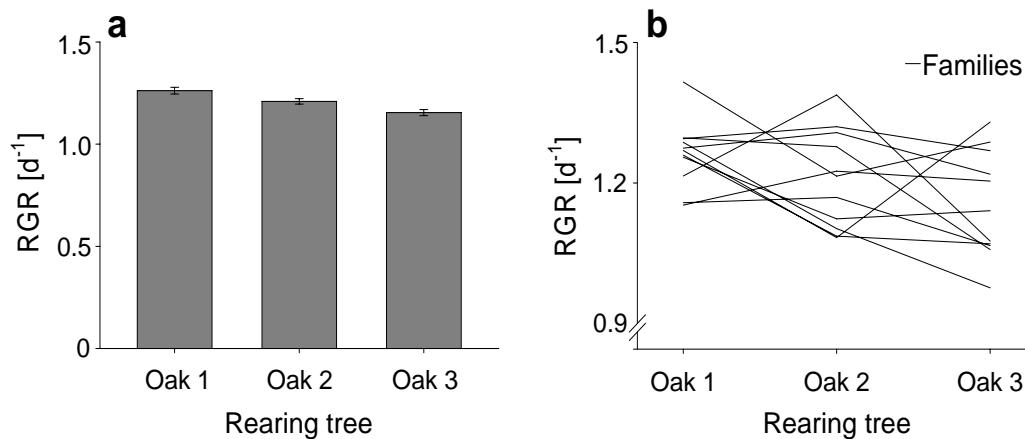 a
1.5
1.0
0.5
0
RGR [d⁻¹]
Oak 1 Oak 2 Oak 3
Rearing tree
b
1.5
1.2
0.9
RGR [d⁻¹]
Families
Oak 1 Oak 2 Oak 3
Rearing tree